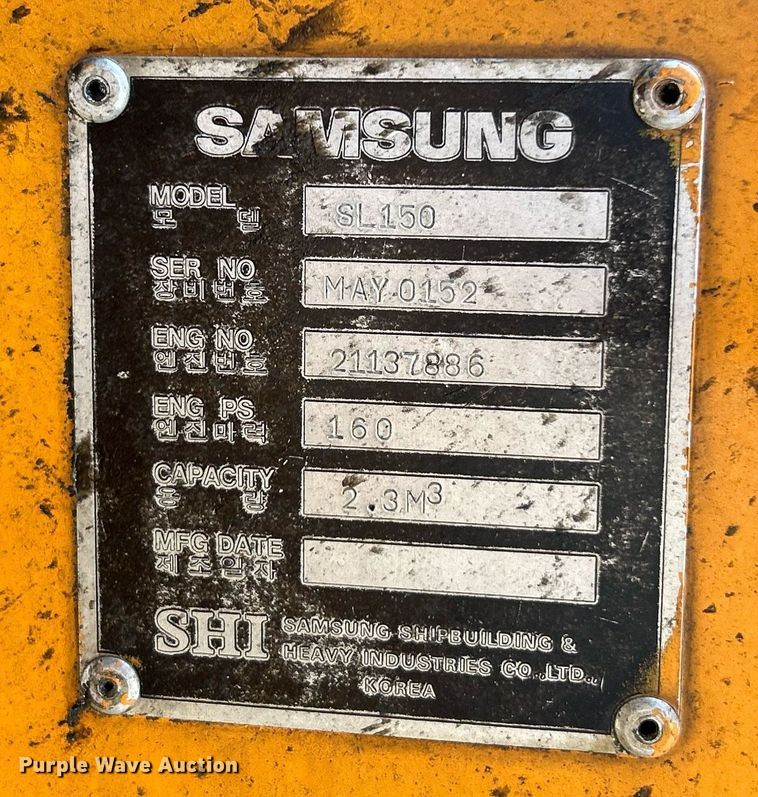 SAMSUNG
MODEL SL150
모 델
SER NO MAY 0152
장비번호
ENG NO 21137886
엔진번호
ENG PS 160
엔진마력
CAPACITY 2.3M³
용 량
MFG DATE
제조일자
SHI SAMSUNG SHIPBUILDING &
HEAVY INDUSTRIES CO.,LTD.,
KOREA
Purple Wave Auction